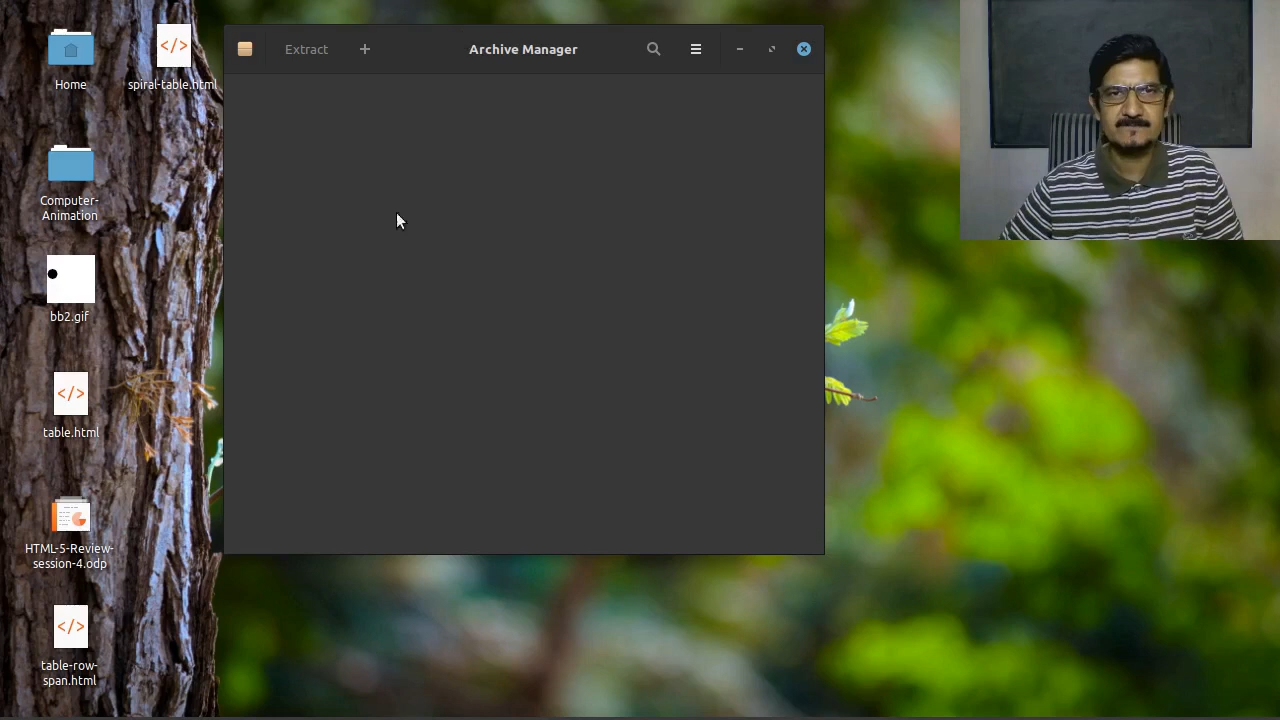 Home
spiral-table.html
Extract
Archive Manager
Computer-
Animation
bb2.gif
table.html
HTML-5-Review-
session-4.odp
table-row-
span.html